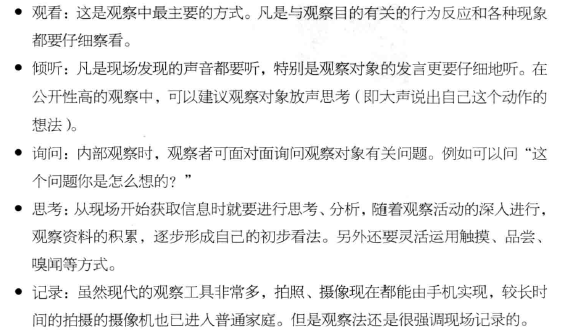 • 观看：这是观察中最主要的方式。凡是与观察目的有关的行为反应和各种现象
都要仔细察看。
• 倾听：凡是现场发现的声音都要听，特别是观察对象的发言更要仔细地听。在
公开性高的观察中，可以建议观察对象放声思考（即大声说出自己这个动作的
想法）。
• 询问：内部观察时，观察者可面对面询问观察对象有关问题。例如可以问“这
个问题你是怎么想的？”
• 思考：从现场开始获取信息时就要进行思考、分析，随着观察活动的深入进行，
观察资料的积累，逐步形成自己的初步看法。另外还要灵活运用触摸、品尝、
嗅闻等方式。
• 记录：虽然现代的观察工具非常多，拍照、摄像现在都能由手机实现，较长时
间的拍摄的摄像机也已进入普通家庭。但是观察法还是很强调现场记录的。